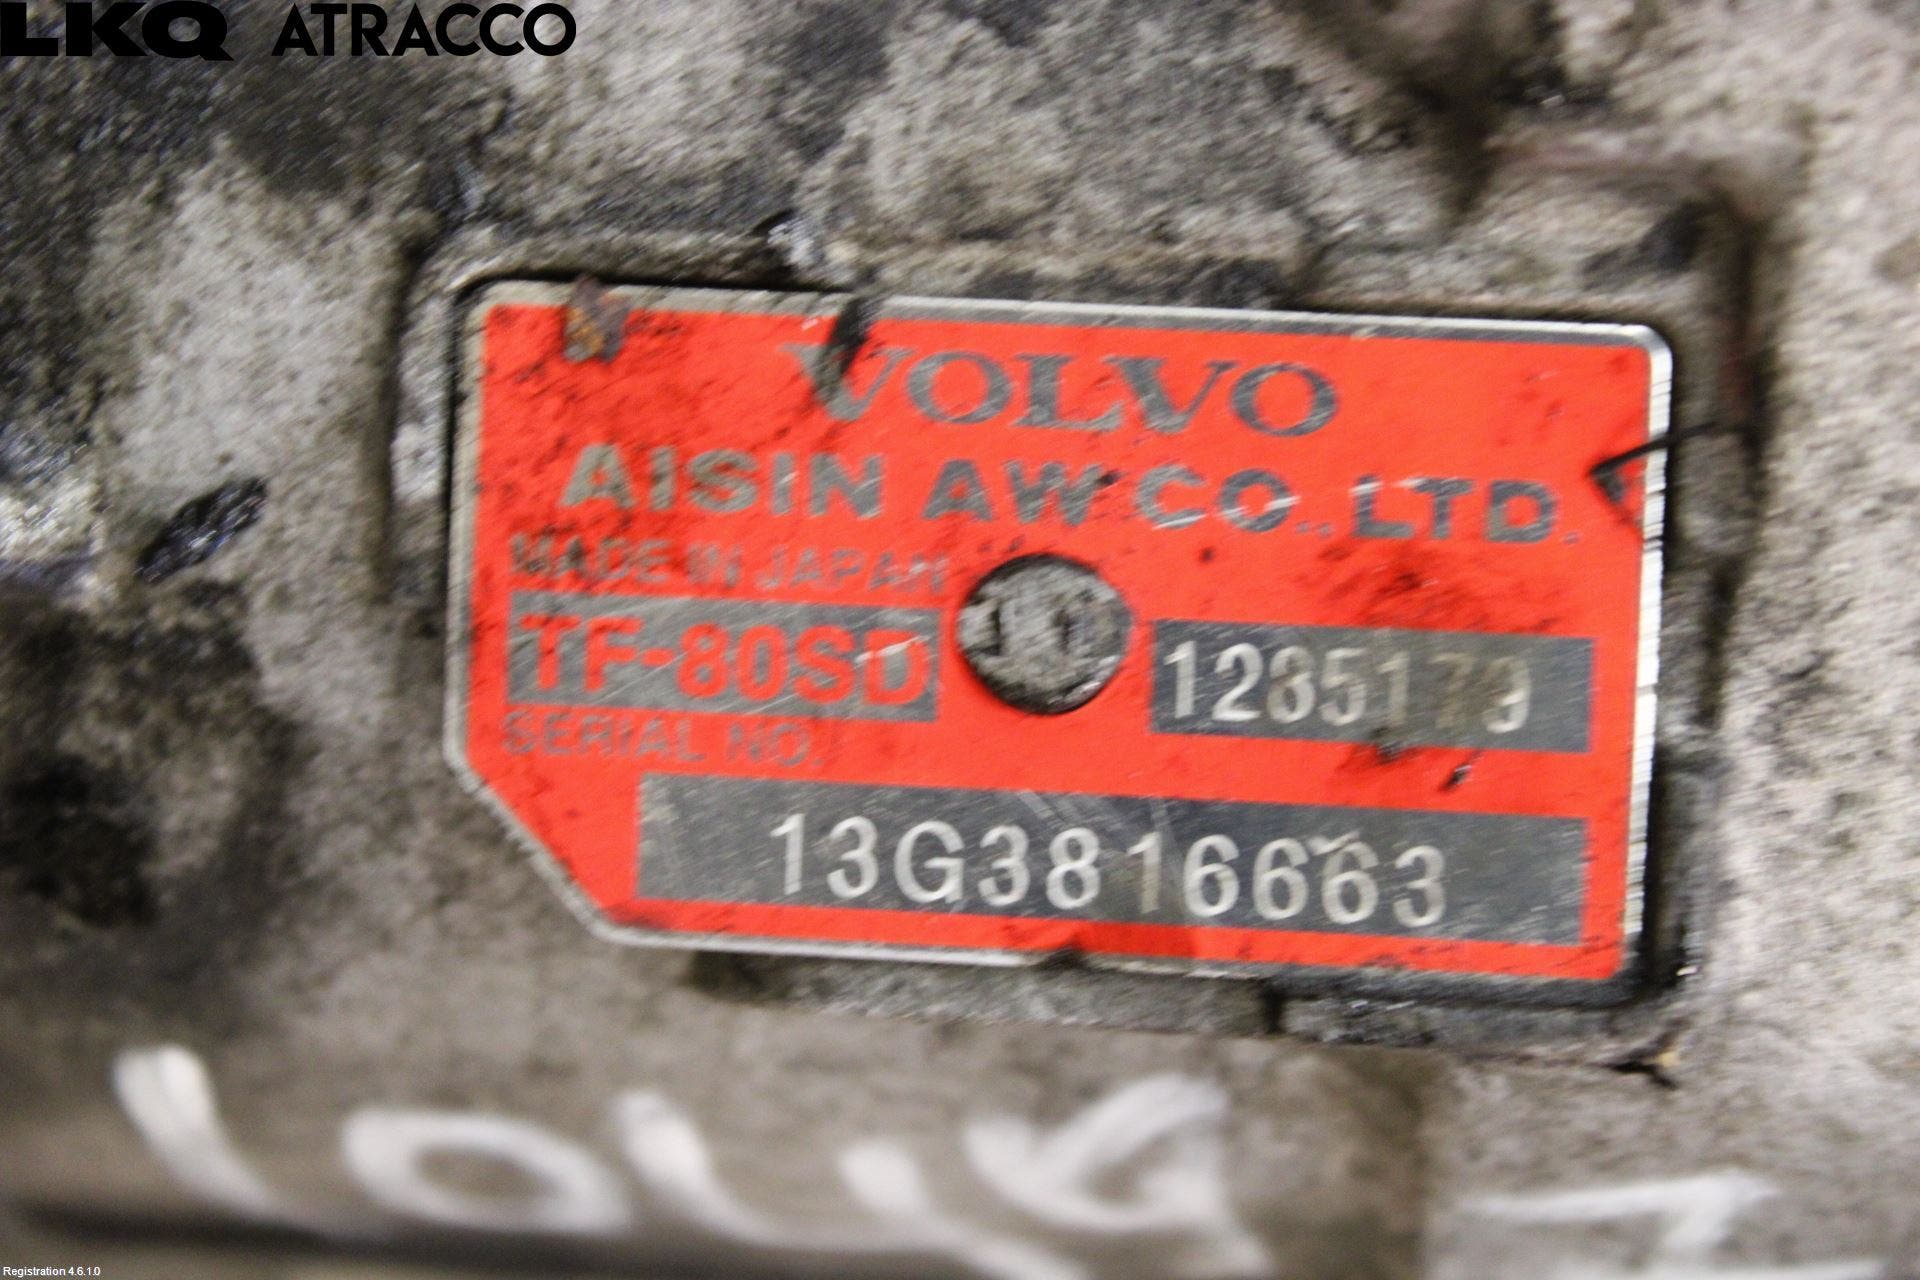 LKQ ATRACCO
VOLVO
AISIN AW CO., LTD.
MADE IN JAPAN
TF-80SD
1285179
SERIAL NO.
13G3816663
Registration 4.6.1.0